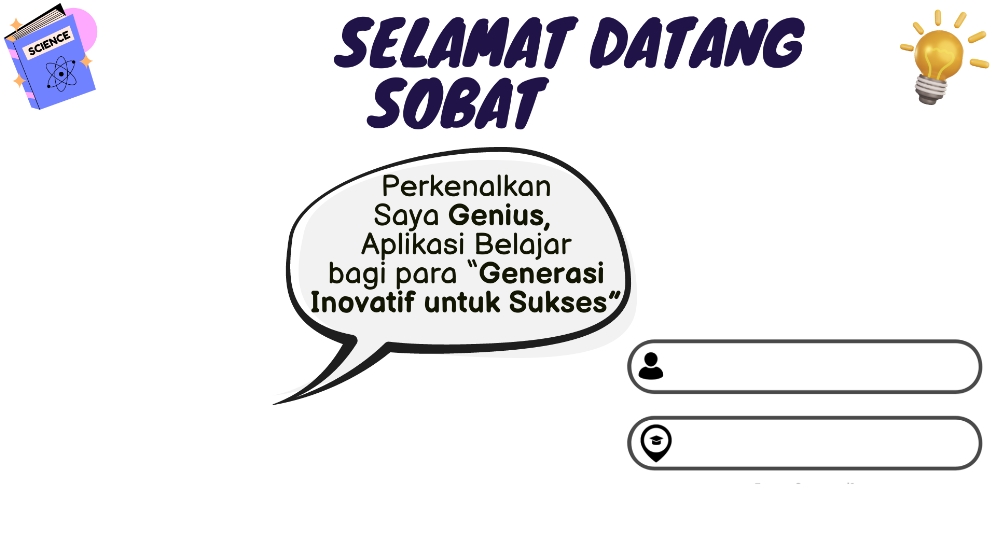 SCIENCE
SELAMAT DATANG
SOBAT
Perkenalkan
Saya Genius,
Aplikasi Belajar
bagi para “Generasi
Inovatif untuk Sukses”